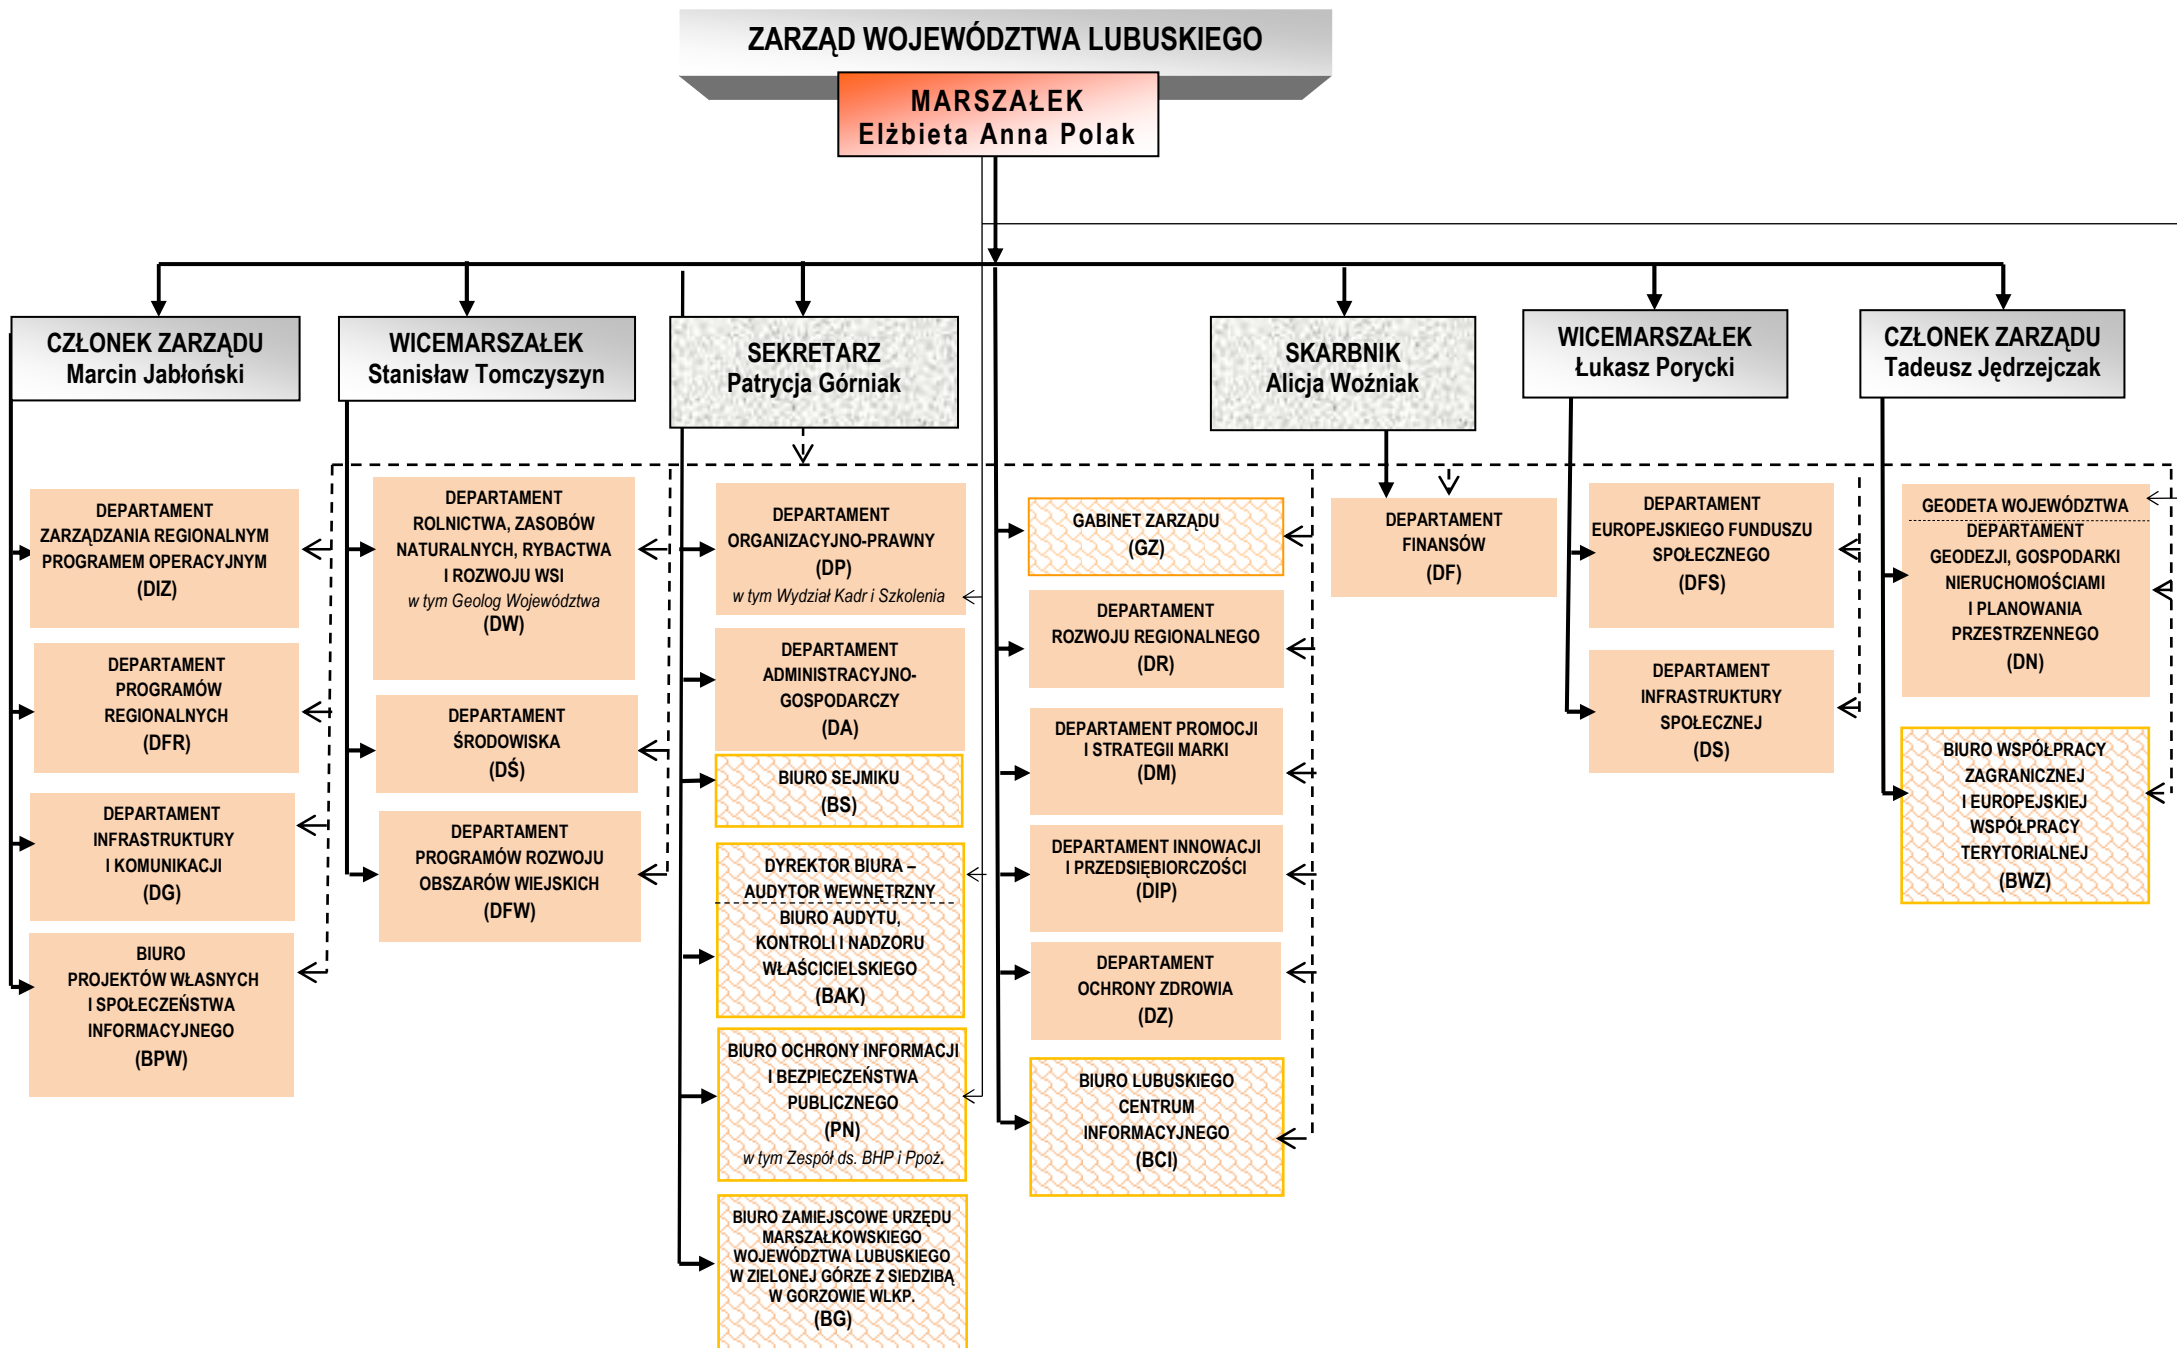 ZARZĄD WOJEWÓDZTWA LUBUSKIEGO
MARSZAŁEK
Elżbieta Anna Polak
CZŁONEK ZARZĄDU
Marcin Jabłoński
WICEMARSZAŁEK
Stanisław Tomczyszyn
SEKRETARZ
Patrycja Górniak
SKARBNIK
Alicja Woźniak
WICEMARSZAŁEK
Łukasz Porycki
CZŁONEK ZARZĄDU
Tadeusz Jędrzejczak
DEPARTAMENT
ZARZĄDZANIA REGIONALNYM
PROGRAMEM OPERACYJNYM
(DIZ)
DEPARTAMENT
PROGRAMÓW
REGIONALNYCH
(DFR)
DEPARTAMENT
INFRASTRUKTURY
I KOMUNIKACJI
(DG)
BIURO
PROJEKTÓW WŁASNYCH
I SPOŁECZEŃSTWA
INFORMACYJNEGO
(BPW)
DEPARTAMENT
ROLNICTWA, ZASOBÓW
NATURALNYCH, RYBACTWA
I ROZWOJU WSI
w tym Geolog Województwa
(DW)
DEPARTAMENT
ŚRODOWISKA
(DŚ)
DEPARTAMENT
PROGRAMÓW ROZWOJU
OBSZARÓW WIEJSKICH
(DFW)
DEPARTAMENT
ORGANIZACYJNO-PRAWNY
(DP)
w tym Wydział Kadr i Szkolenia
DEPARTAMENT
ADMINISTRACYJNO-
GOSPODARCZY
(DA)
BIURO SEJMIKU
(BS)
DYREKTOR BIURA –
AUDYTOR WEWNĘTRZNY
BIURO AUDYTU,
KONTROLI I NADZORU
WŁAŚCICIELSKIEGO
(BAK)
BIURO OCHRONY INFORMACJI
I BEZPIECZEŃSTWA
PUBLICZNEGO
(PN)
w tym Zespół ds. BHP i Ppoż.
BIURO ZAMIEJSCOWE URZĘDU
MARSZAŁKOWSKIEGO
WOJEWÓDZTWA LUBUSKIEGO
W ZIELONEJ GÓRZE Z SIEDZIBĄ
W GORZOWIE WLKP.
(BG)
GABINET ZARZĄDU
(GZ)
DEPARTAMENT
ROZWOJU REGIONALNEGO
(DR)
DEPARTAMENT PROMOCJI
I STRATEGII MARKI
(DM)
DEPARTAMENT INNOWACJI
I PRZEDSIĘBIORCZOŚCI
(DIP)
DEPARTAMENT
OCHRONY ZDROWIA
(DZ)
BIURO LUBUSKIEGO
CENTRUM
INFORMACYJNEGO
(BCI)
DEPARTAMENT
FINANSÓW
(DF)
DEPARTAMENT
EUROPEJSKIEGO FUNDUSZU
SPOŁECZNEGO
(DFS)
DEPARTAMENT
INFRASTRUKTURY
SPOŁECZNEJ
(DS)
GEODETA WOJEWÓDZTWA
DEPARTAMENT
GEODEZJI, GOSPODARKI
NIERUCHOMOŚCIAMI
I PLANOWANIA
PRZESTRZENNEGO
(DN)
BIURO WSPÓŁPRACY
ZAGRANICZNEJ
I EUROPEJSKIEJ
WSPÓŁPRACY
TERYTORIALNEJ
(BWZ)